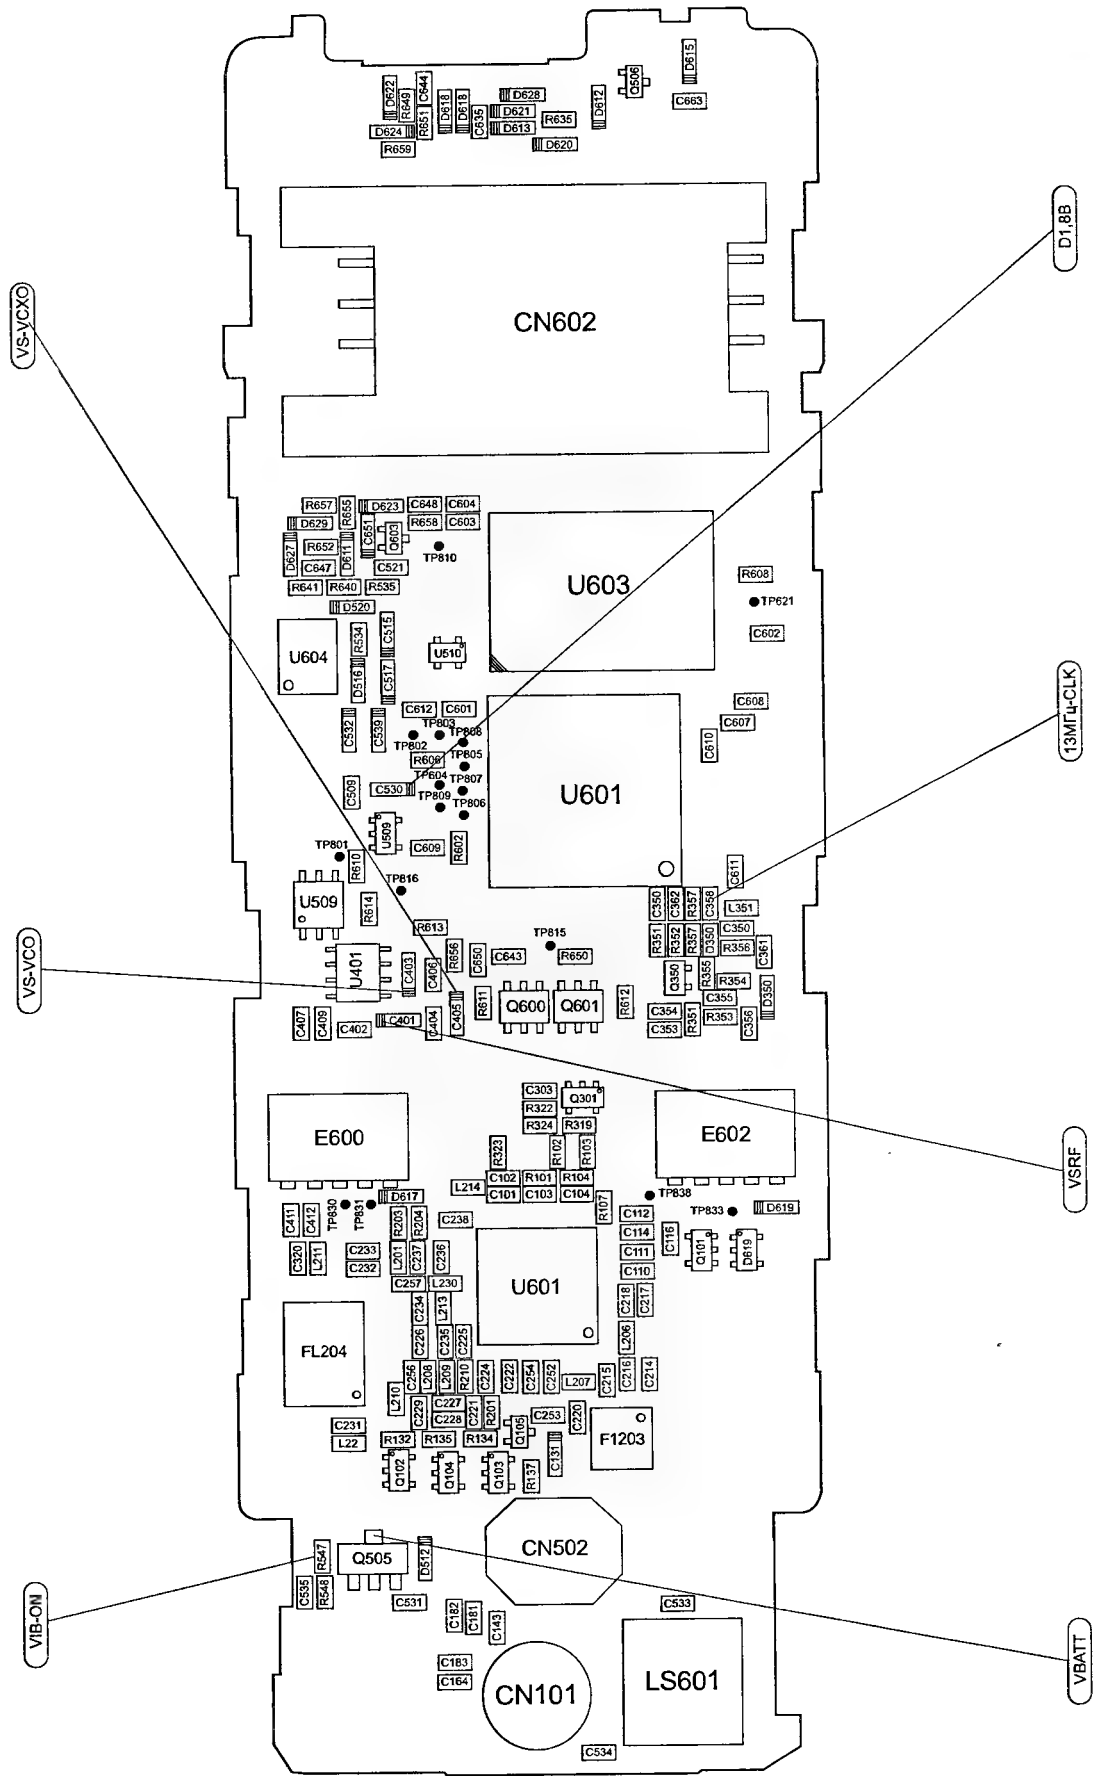 D615
Q506
C663
D622
R649
C644
D624
R651
D618
D618
C635
D628
D621
D613
R635
D612
D620
R659
D1,8В
VS-VCXO
CN602
R657
R655
D623
C648
C604
D629
C651
Q603
R658
C603
D627
R652
D611
TP810
C647
C521
R641
R640
R535
D520
U603
R608
TP621
C602
U604
R534
C515
U510
D516
C517
C532
C539
C612
C601
TP803
TP808
TP802
R606
TP805
C608
C607
C610
C509
C530
TP604
TP807
TP809
TP806
U601
13МГц-CLK
U509
C609
R602
TP801
R610
TP816
C611
U509
R614
C350
C362
R357
C358
L351
R613
TP815
R351
R352
R357
D350
C350
R356
C361
VS-VCO
U401
C403
C406
R656
C650
C643
R650
Q350
R355
R354
D350
C407
C409
C402
C401
C404
C405
R611
Q600
Q601
R612
C354
C353
R351
C355
R353
C356
E600
C303
R322
R324
Q301
R319
E602
VSRF
R323
R102
R103
C102
R101
R104
L214
C101
C103
C104
R107
TP838
TP833
D619
C411
C412
TP830
TP831
D617
R203
R204
C238
C112
C114
C116
Q101
D619
C320
L211
C233
C232
L201
C237
C236
C111
C110
C257
L230
U601
C234
L213
C218
C217
FL204
C226
C235
C225
L206
C256
L208
L209
R210
C224
C222
C254
C252
L207
C215
C216
C214
L210
C229
C227
C228
C221
R201
Q105
C253
C220
F1203
C231
L22
R132
R135
R134
Q102
Q104
Q103
R137
C131
R547
Q505
D512
CN502
VIB-ON
C535
R548
C531
C182
C181
C143
C533
VBATT
C183
C164
CN101
LS601
C534